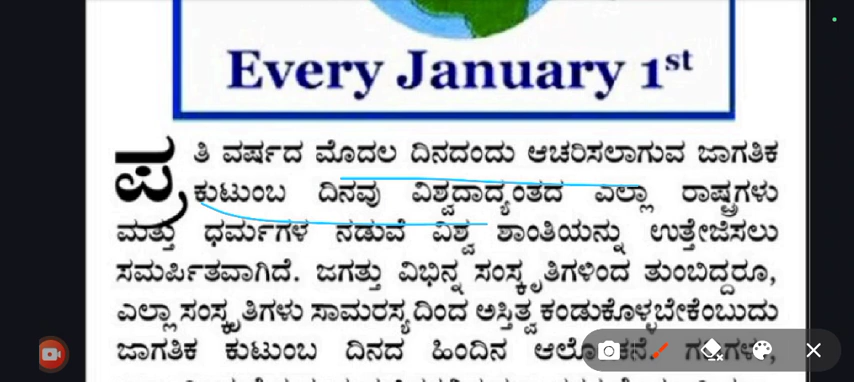 Every January 1st
ಪ್ರತಿ ವರ್ಷದ ಮೊದಲ ದಿನದಂದು ಆಚರಿಸಲಾಗುವ ಜಾಗತಿಕ
ಕುಟುಂಬ ದಿನವು ವಿಶ್ವದಾದ್ಯಂತದ ಎಲ್ಲಾ ರಾಷ್ಟ್ರಗಳು
ಮತ್ತು ಧರ್ಮಗಳ ನಡುವೆ ವಿಶ್ವ ಶಾಂತಿಯನ್ನು ಉತ್ತೇಜಿಸಲು
ಸಮರ್ಪಿತವಾಗಿದೆ. ಜಗತ್ತು ವಿಭಿನ್ನ ಸಂಸ್ಕೃತಿಗಳಿಂದ ತುಂಬಿದ್ದರೂ,
ಎಲ್ಲಾ ಸಂಸ್ಕೃತಿಗಳು ಸಾಮರಸ್ಯದಿಂದ ಅಸ್ತಿತ್ವ ಕಂಡುಕೊಳ್ಳಬೇಕೆಂಬುದು
ಜಾಗತಿಕ ಕುಟುಂಬ ದಿನದ ಹಿಂದಿನ